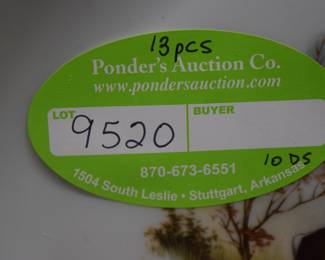 13pcs
Ponder's Auction Co.
www.pondersauction.com
LOT
BUYER
9520
870-673-6551
10 DS
1504 South Leslie • Stuttgart, Arkansas